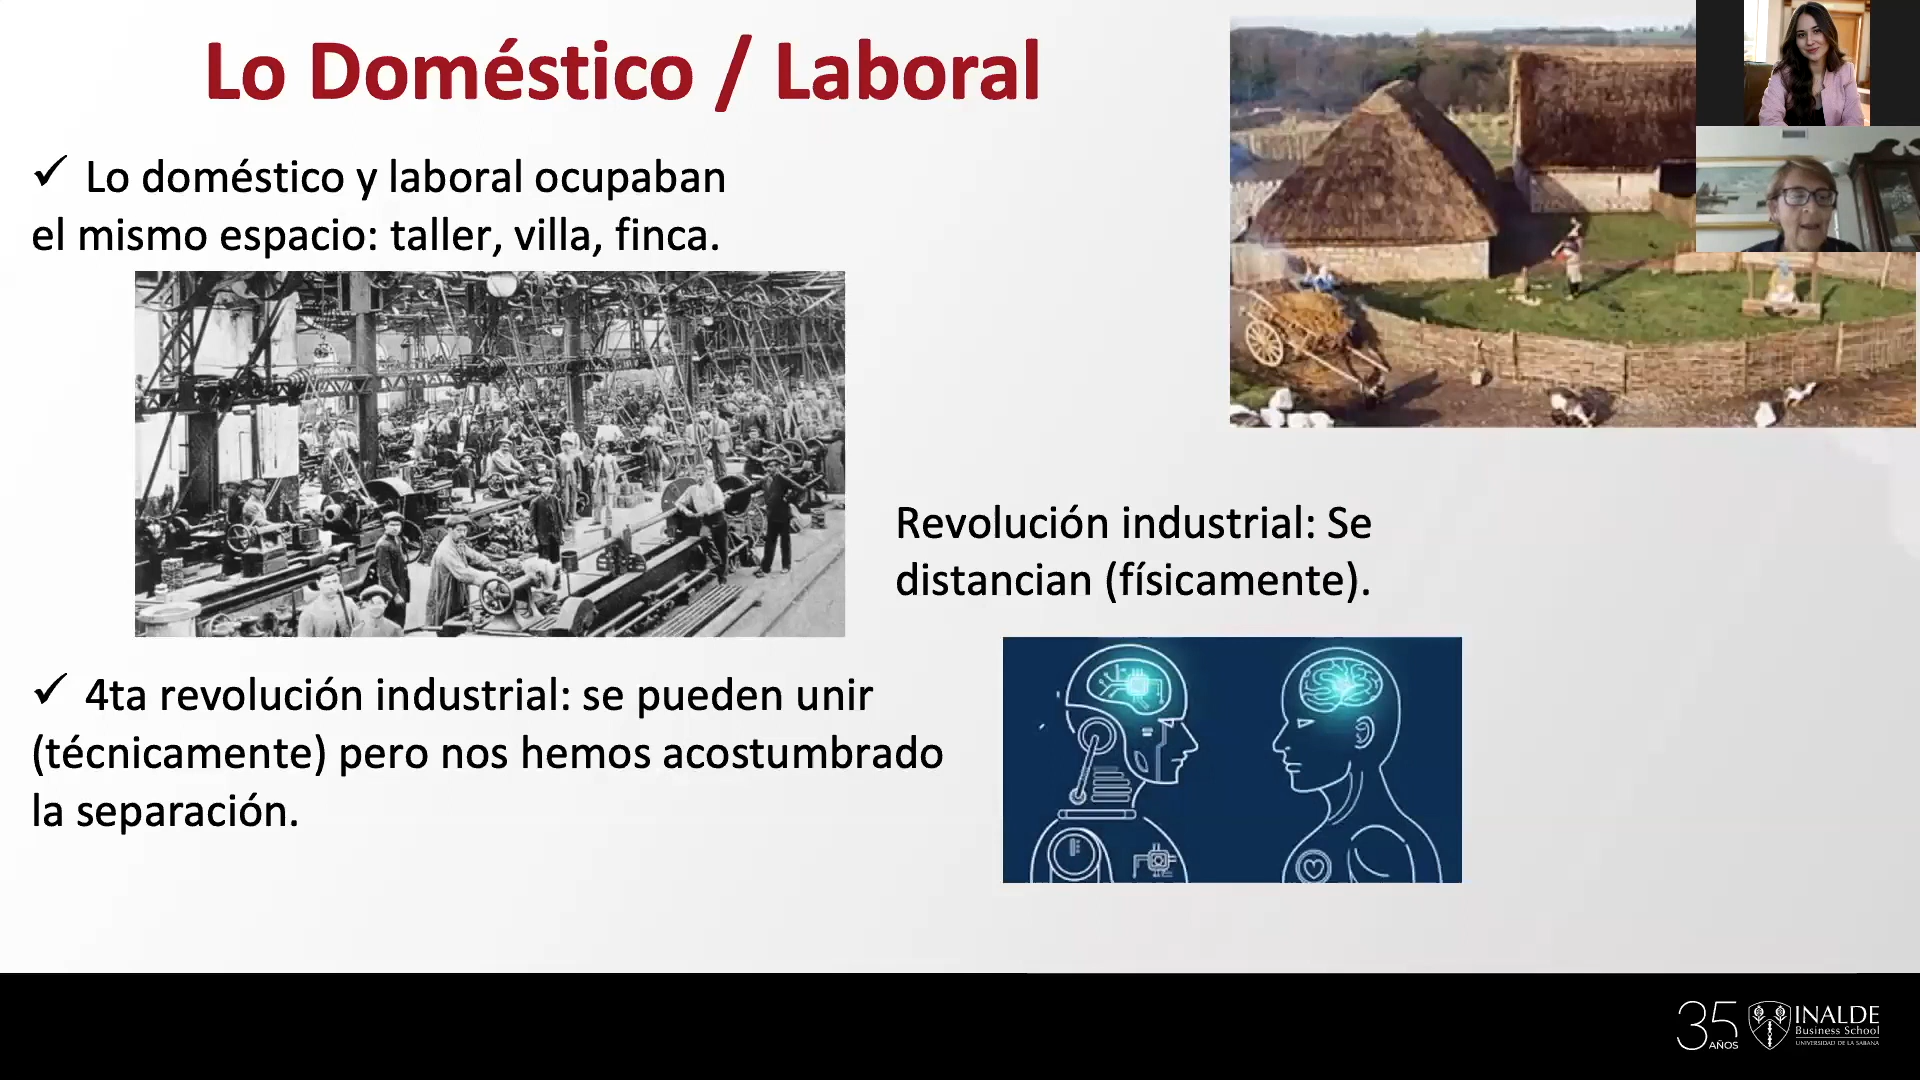 Lo Doméstico / Laboral
✓ Lo doméstico y laboral ocupaban
el mismo espacio: taller, villa, finca.
Revolución industrial: Se
distancian (físicamente).
✓ 4ta revolución industrial: se pueden unir
(técnicamente) pero nos hemos acostumbrado
la separación.
35
AÑOS
INALDE
Business School
UNIVERSIDAD DE LA SABANA